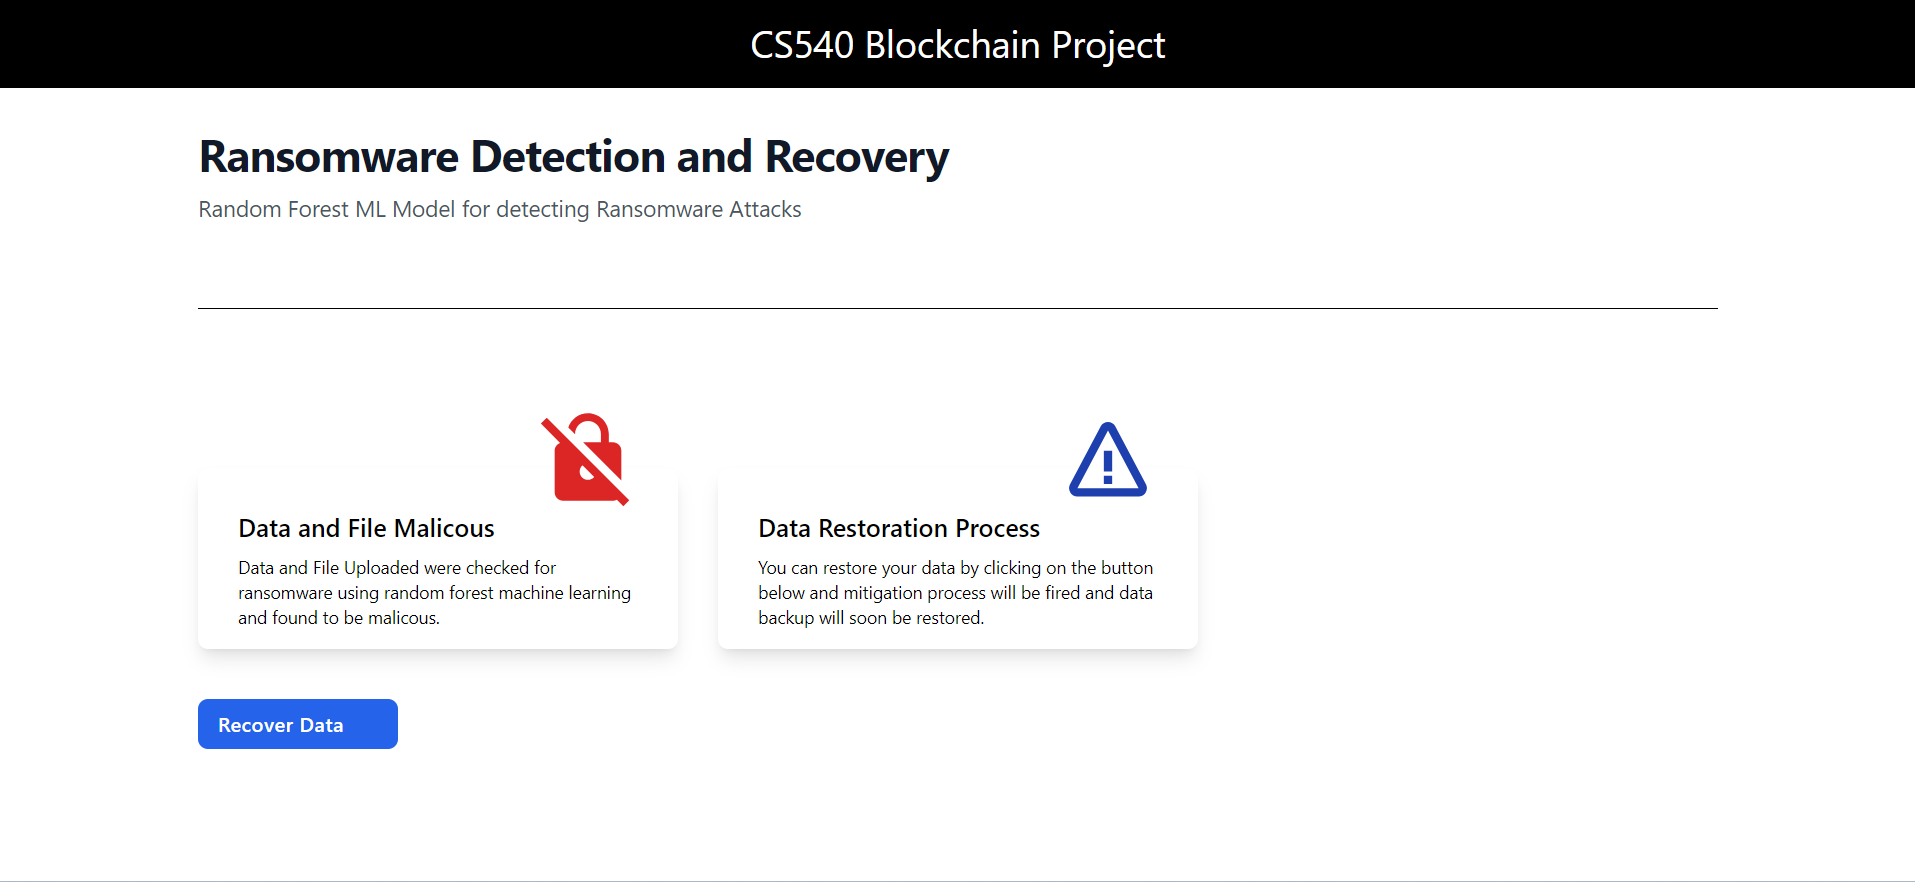 CS540 Blockchain Project
Ransomware Detection and Recovery
Random Forest ML Model for detecting Ransomware Attacks
Data and File Malicous
Data and File Uploaded were checked for
ransomware using random forest machine learning
and found to be malicous.
Data Restoration Process
You can restore your data by clicking on the button
below and mitigation process will be fired and data
backup will soon be restored.
Recover Data